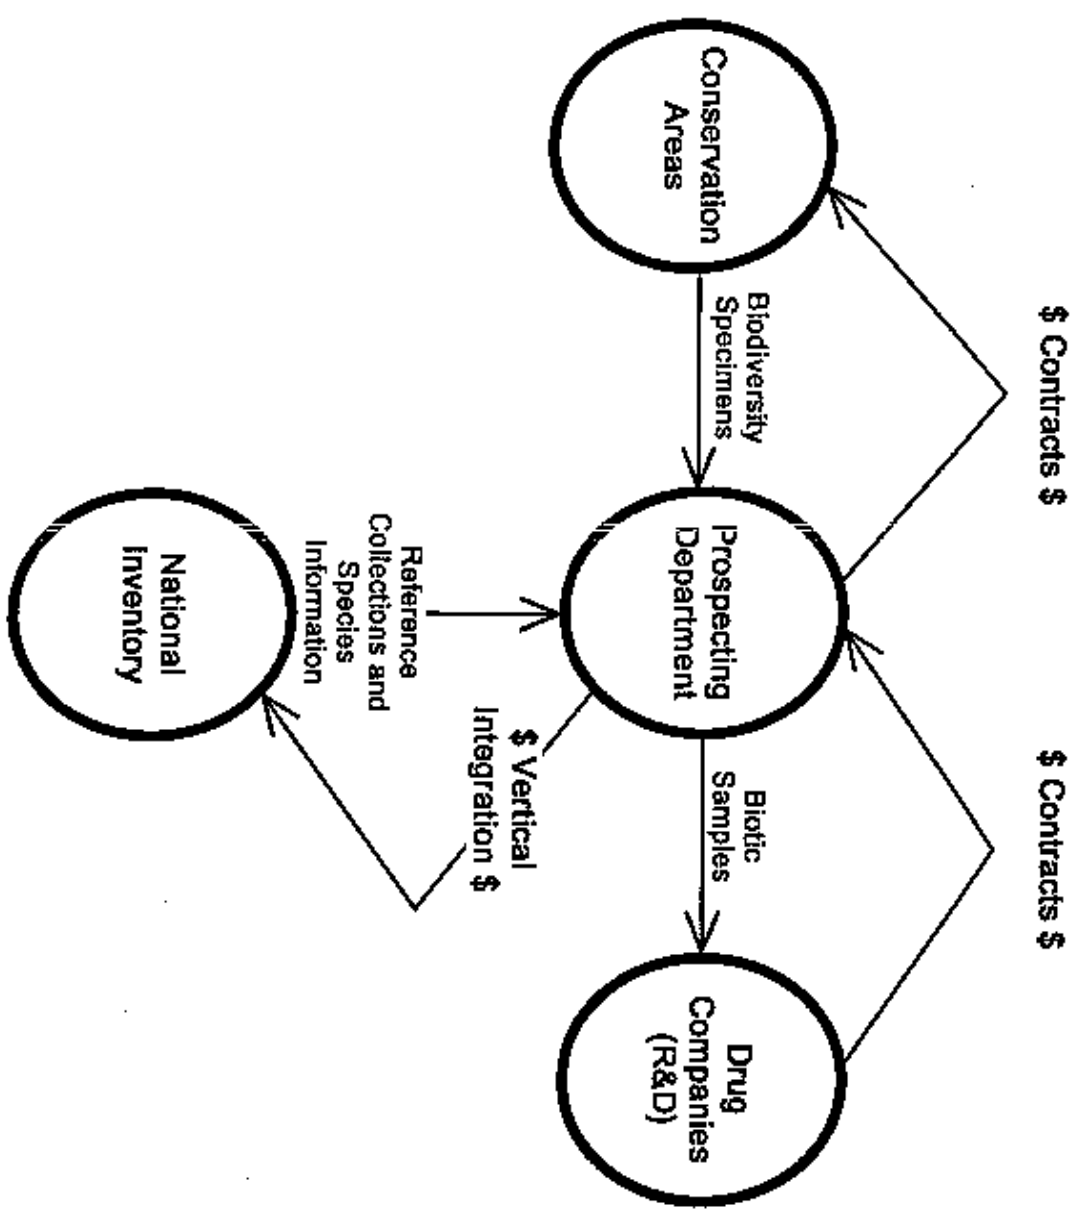 $ Contracts $
$ Contracts $
Conservation
Areas
Biodiversity
Specimens
Prospecting
Department
Biotic
Samples
Drug
Companies
(R&D)
Reference
Collections and
Species
Information
$ Vertical
Integration $
National
Inventory